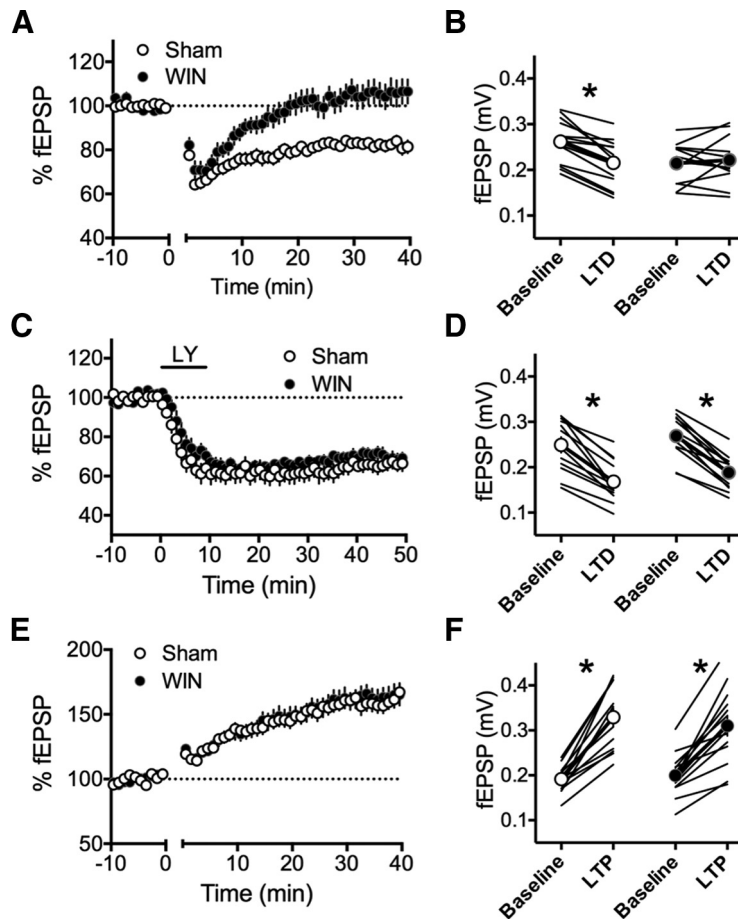 A
Sham
WIN
% fEPSP
120
100
80
60
40
-10
0
10
20
30
40
Time (min)
B
*
fEPSP (mV)
0.4
0.3
0.2
0.1
Baseline
LTD
Baseline
LTD
C
LY
Sham
WIN
% fEPSP
120
100
80
60
40
-10
0
10
20
30
40
50
Time (min)
D
*
*
fEPSP (mV)
0.4
0.3
0.2
0.1
Baseline
LTD
Baseline
LTD
E
Sham
WIN
% fEPSP
200
150
100
50
-10
0
10
20
30
40
Time (min)
F
*
*
fEPSP (mV)
0.4
0.3
0.2
0.1
Baseline
LTP
Baseline
LTP